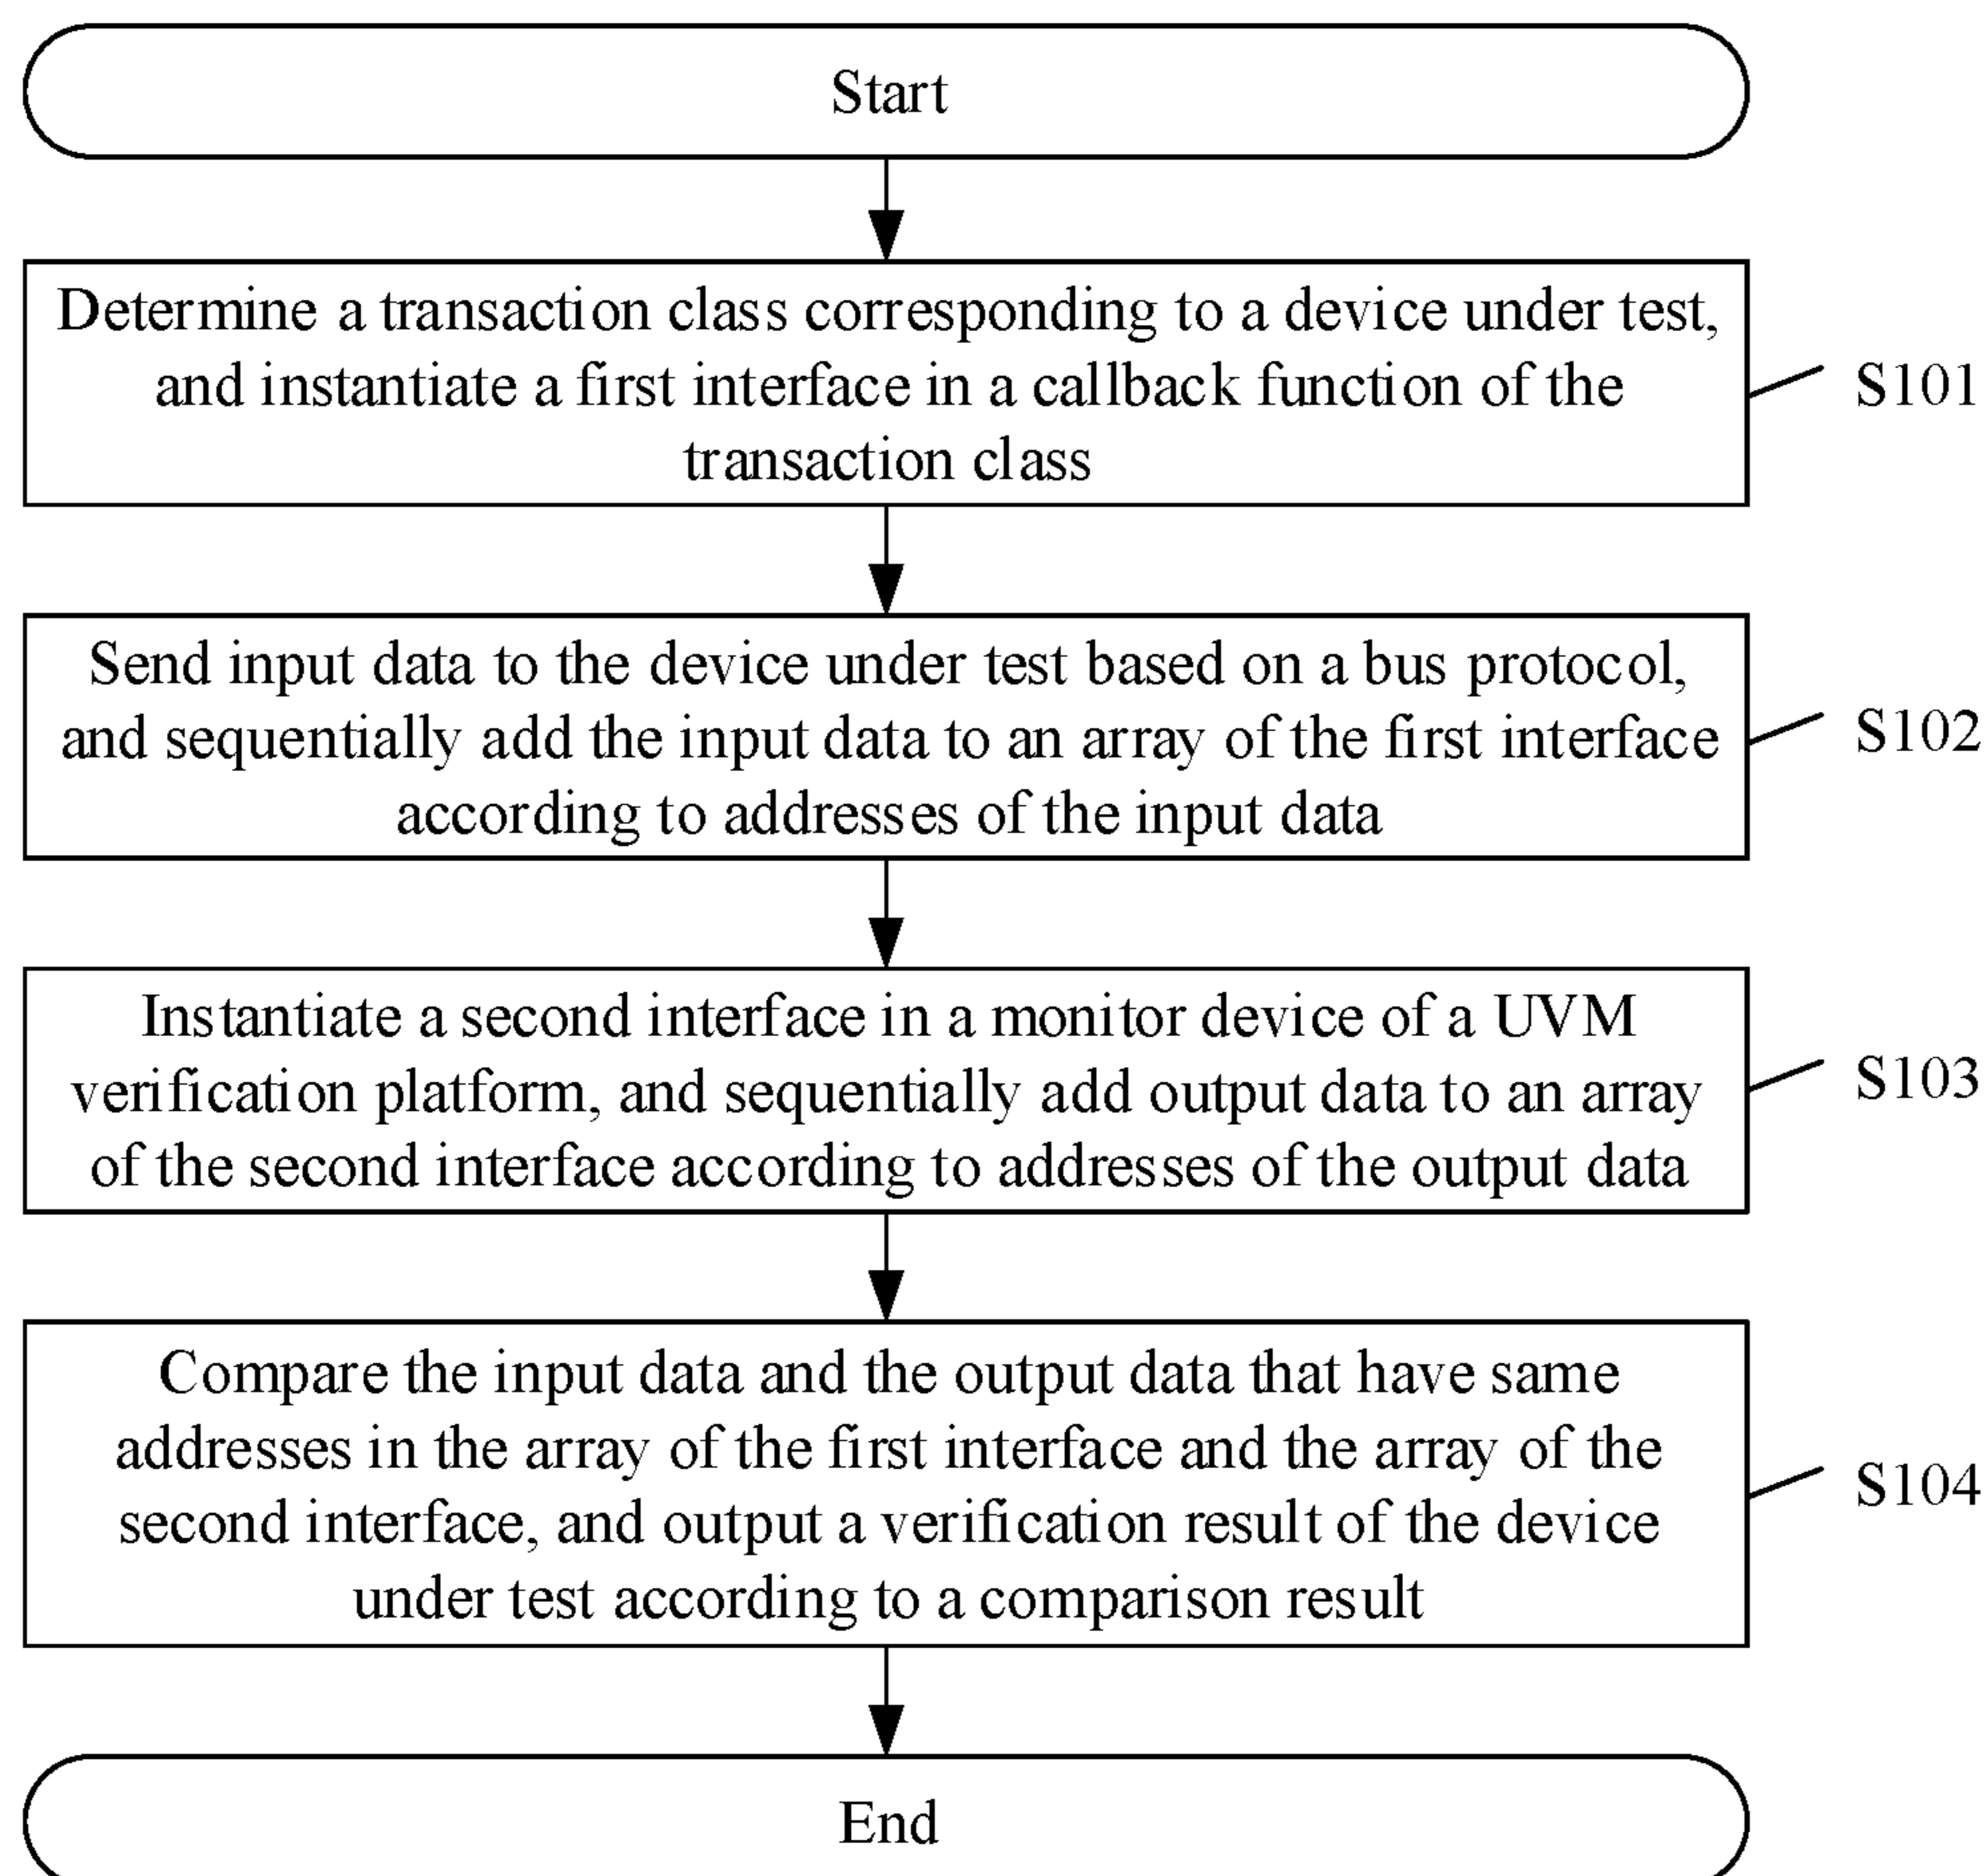 Start
Determine a transaction class corresponding to a device under test,
and instantiate a first interface in a callback function of the
transaction class
S101
Send input data to the device under test based on a bus protocol,
and sequentially add the input data to an array of the first interface
according to addresses of the input data
S102
Instantiate a second interface in a monitor device of a UVM
verification platform, and sequentially add output data to an array
of the second interface according to addresses of the output data
S103
Compare the input data and the output data that have same
addresses in the array of the first interface and the array of the
second interface, and output a verification result of the device
under test according to a comparison result
S104
End